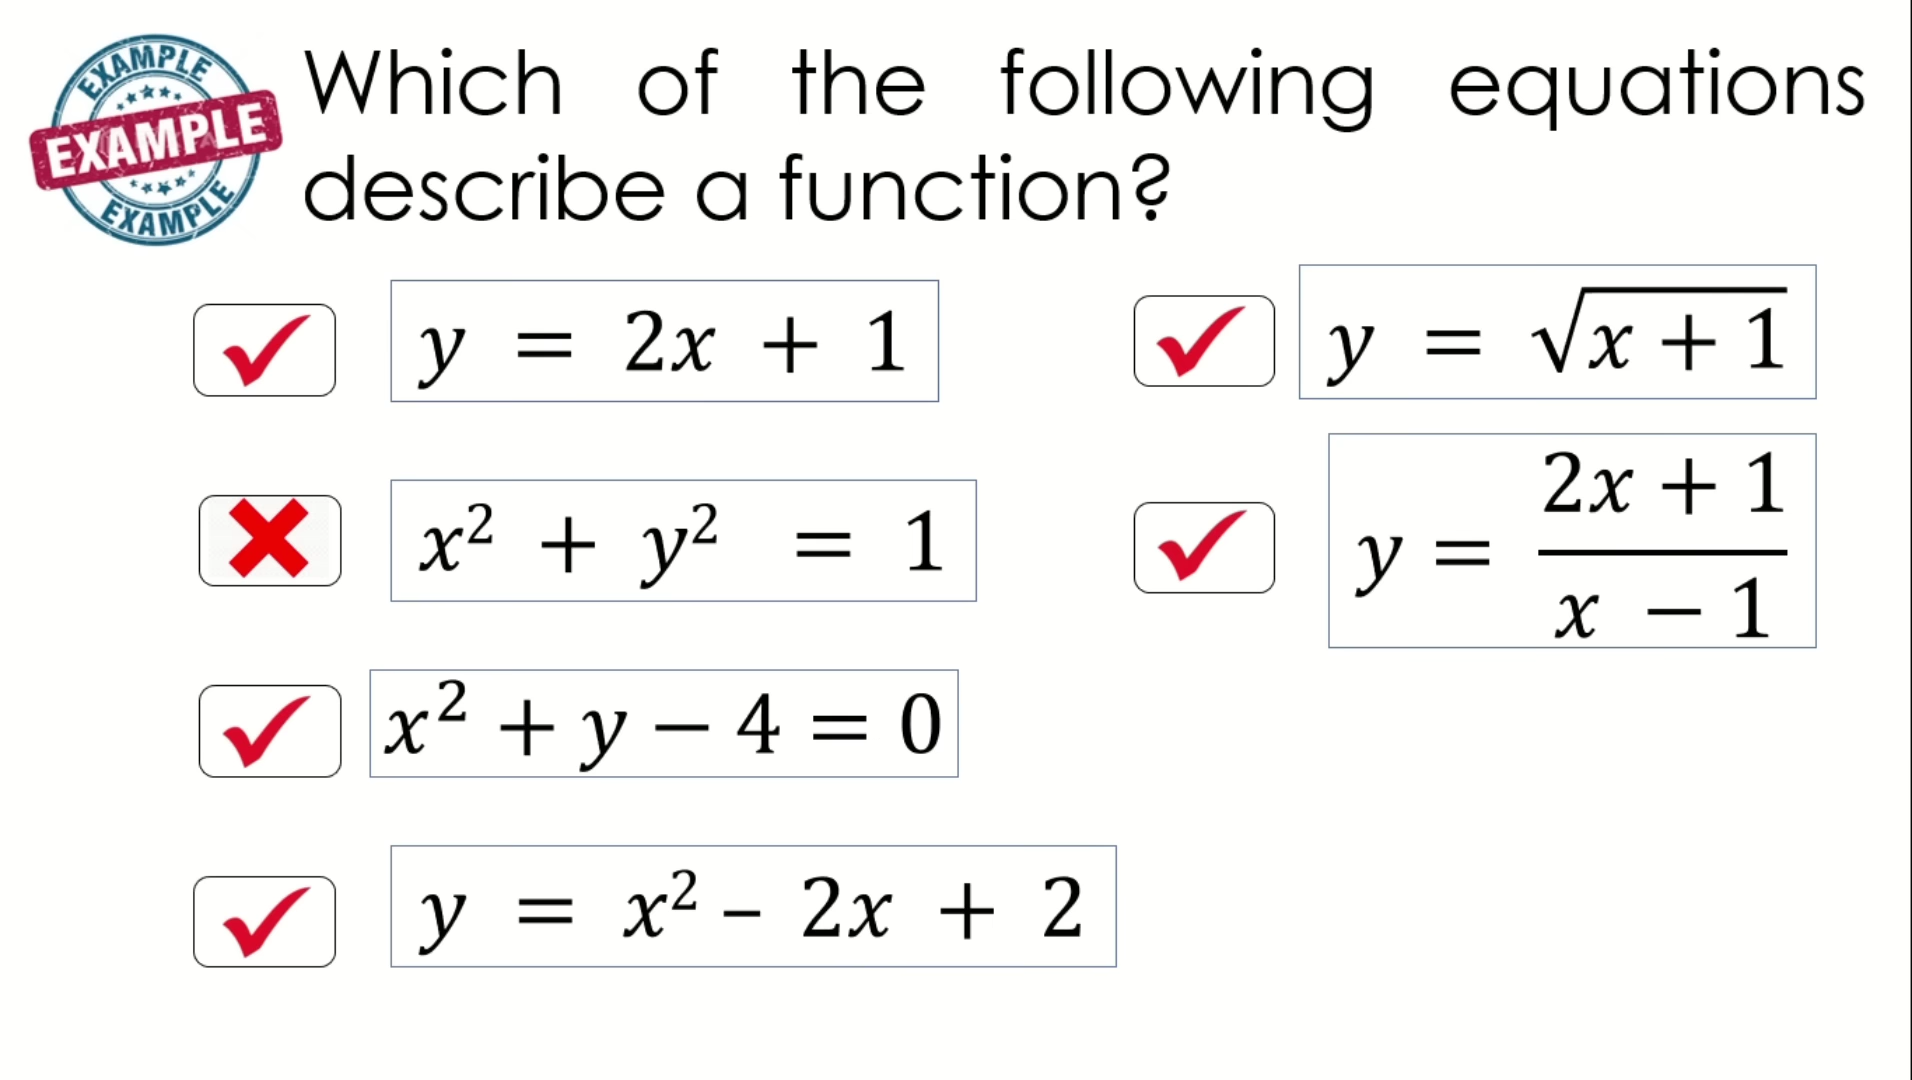 EXAMPLE
EXAMPLE
EXAMPLE
Which of the following equations
describe a function?
y = 2x + 1
x² + y² = 1
x² + y − 4 = 0
y = x² – 2x + 2
y = √(x + 1)
y = (2x + 1)/(x − 1)